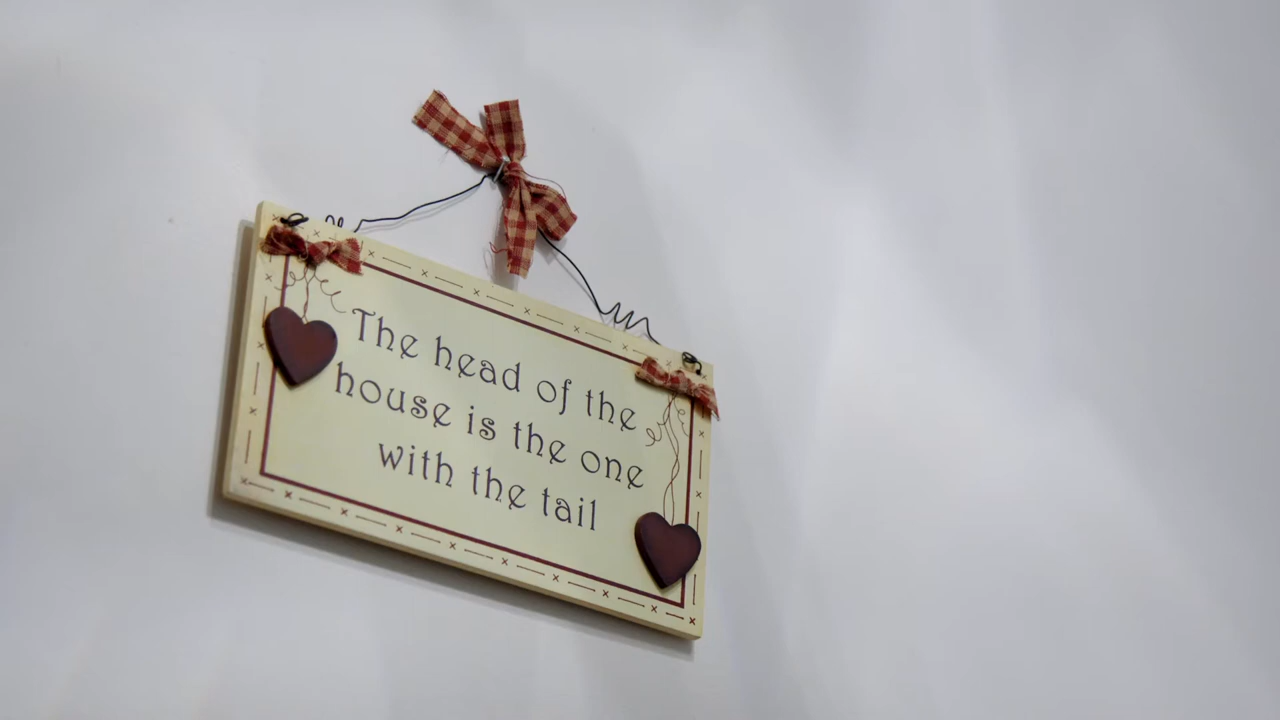 The head of the
house is the one
with the tail